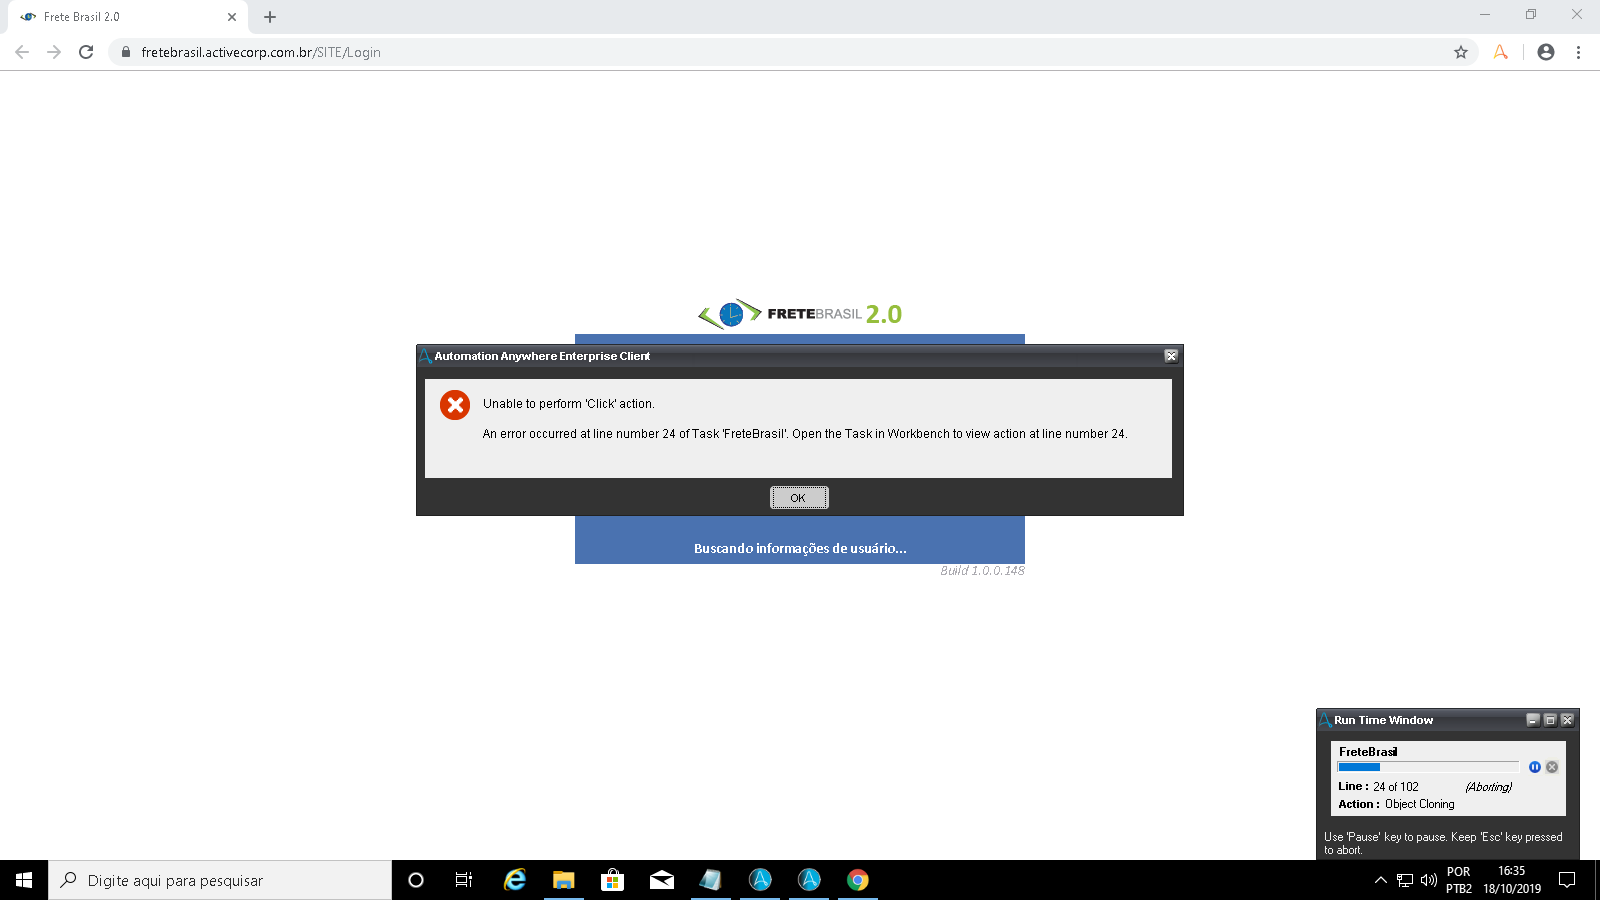 Frete Brasil 2.0
fretebrasil.activecorp.com.br/SITE/Login
FRETEBRASIL 2.0
Automation Anywhere Enterprise Client
Unable to perform 'Click' action.
An error occurred at line number 24 of Task 'FreteBrasil'. Open the Task in Workbench to view action at line number 24.
OK
Buscando informações de usuário...
Build 1.0.0.148
Run Time Window
FreteBrasil
Line : 24 of 102 (Aborting)
Action : Object Cloning
Use 'Pause' key to pause. Keep 'Esc' key pressed
to abort.
Digite aqui para pesquisar
POR
PTB2
16:35
18/10/2019